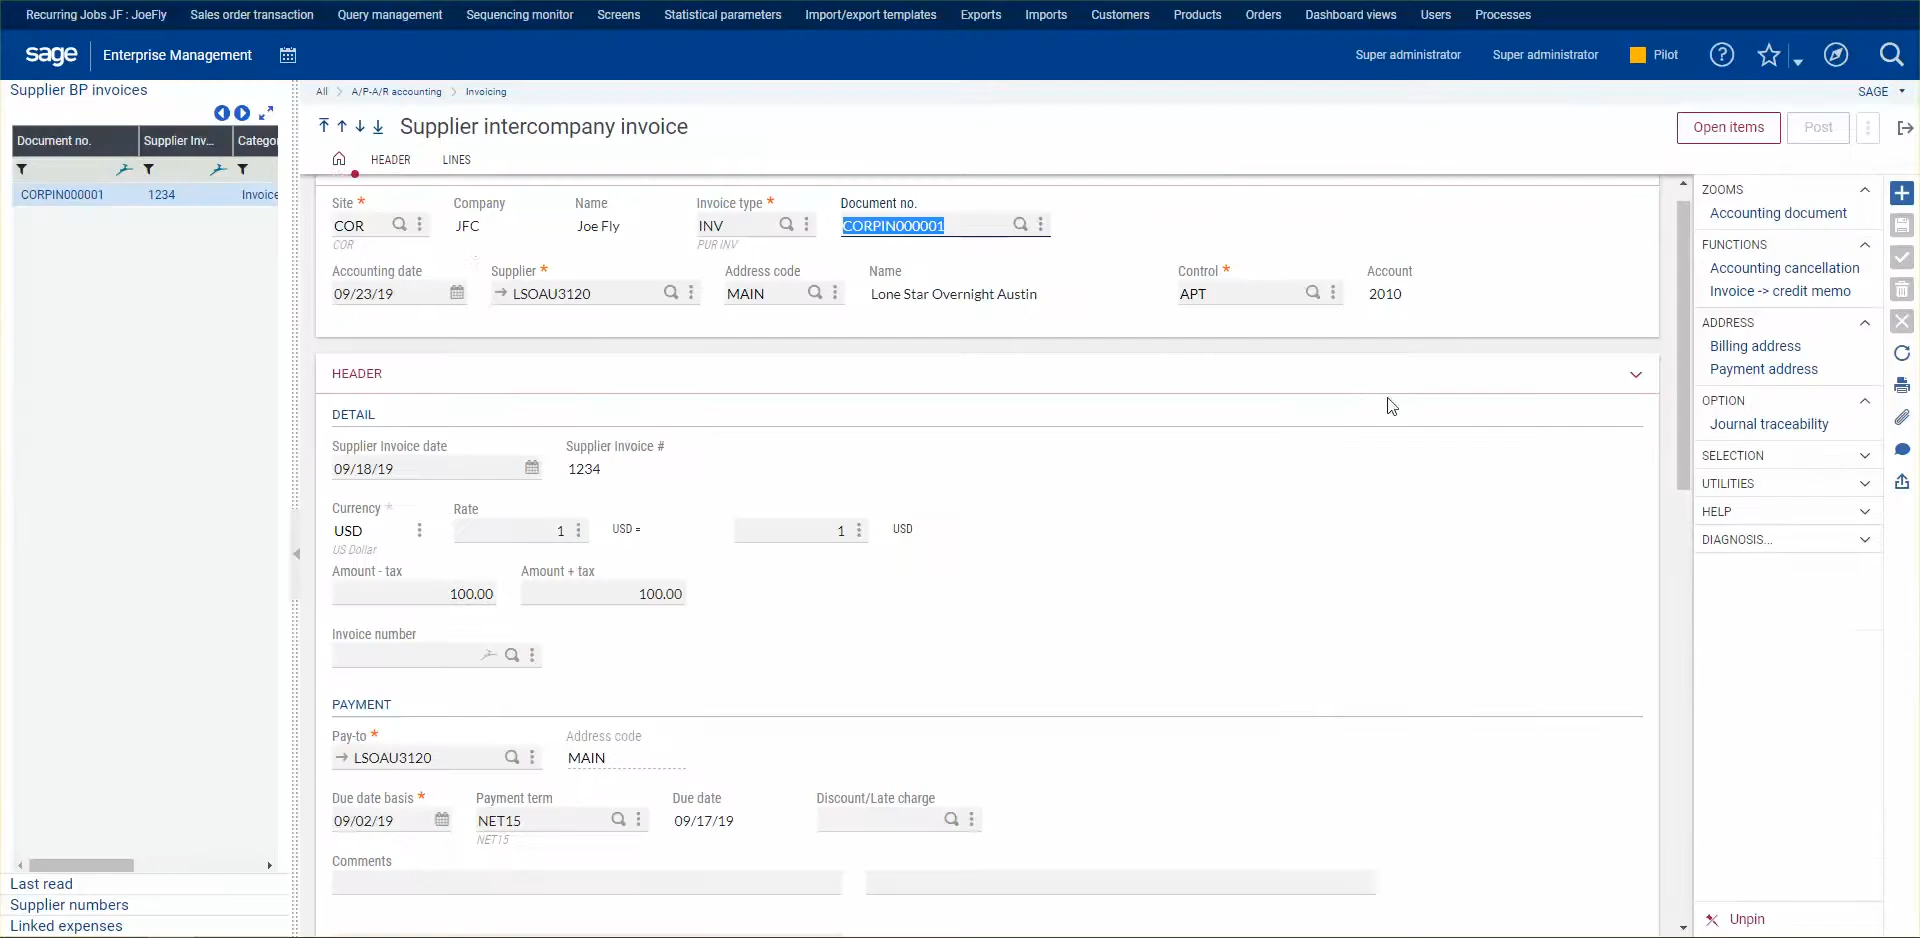 Recurring Jobs JF : JoeFly Sales order transaction Query management Sequencing monitor Screens Statistical parameters Import/export templates Exports Imports Customers Products Orders Dashboard views Users Processes
sage Enterprise Management Super administrator Super administrator Pilot
Supplier BP invoices
Document no. Supplier Inv... Catego
CORPIN000001 1234 Invoice
Last read
Supplier numbers
Linked expenses
All A/P-A/R accounting Invoicing SAGE
Supplier intercompany invoice Open items Post
HEADER LINES
Site * Company Name Invoice type * Document no.
COR JFC Joe Fly INV CORPIN000001
COR PUR INV
Accounting date Supplier * Address code Name Control * Account
09/23/19 LSOAU3120 MAIN Lone Star Overnight Austin APT 2010
HEADER
DETAIL
Supplier Invoice date Supplier Invoice #
09/18/19 1234
Currency * Rate
USD 1 USD = 1 USD
US Dollar
Amount - tax Amount + tax
100.00 100.00
Invoice number
PAYMENT
Pay-to * Address code
LSOAU3120 MAIN
Due date basis * Payment term Due date Discount/Late charge
09/02/19 NET15 09/17/19
NET15
Comments
ZOOMS
Accounting document
FUNCTIONS
Accounting cancellation
Invoice -> credit memo
ADDRESS
Billing address
Payment address
OPTION
Journal traceability
SELECTION
UTILITIES
HELP
DIAGNOSIS...
Unpin